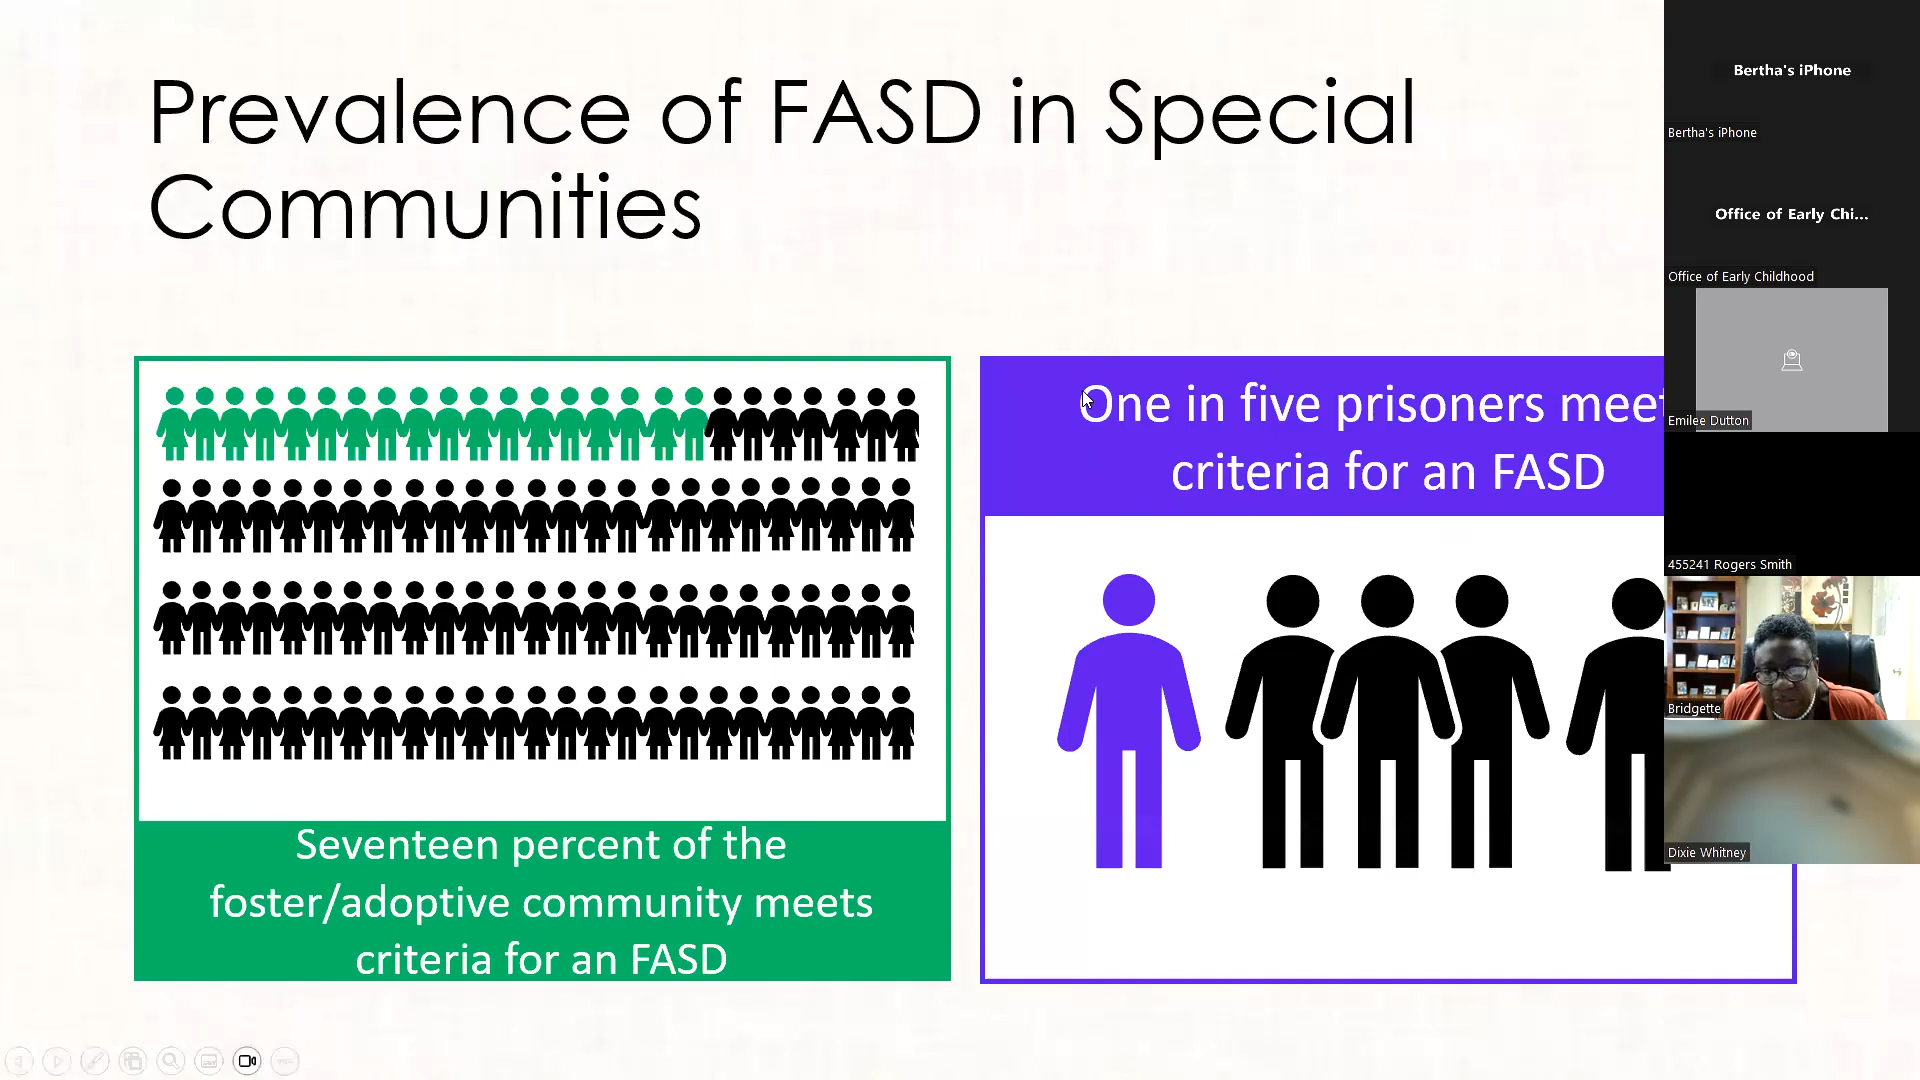 Prevalence of FASD in Special
Communities
Seventeen percent of the
foster/adoptive community meets
criteria for an FASD
One in five prisoners meet
criteria for an FASD
Bertha's iPhone
Bertha's iPhone
Office of Early Chi...
Office of Early Childhood
Emilee Dutton
455241 Rogers Smith
Bridgette
Dixie Whitney